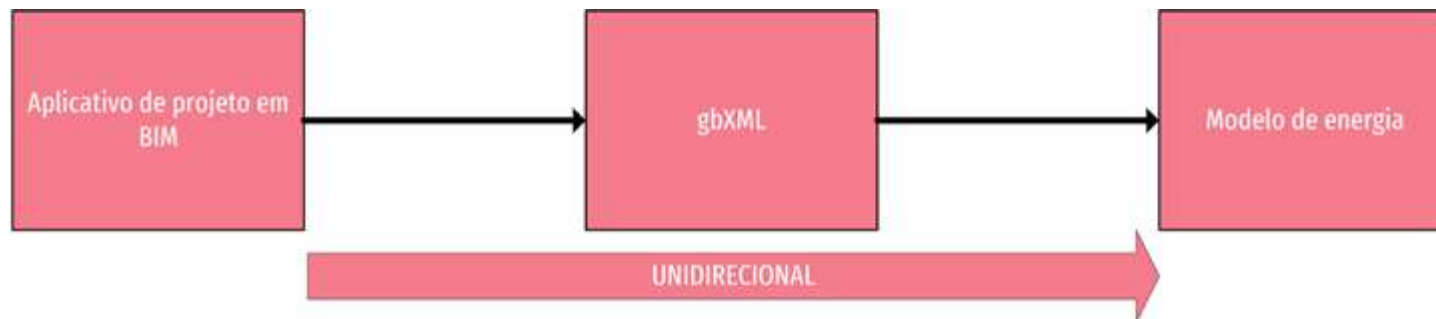 Aplicativo de projeto em
BIM
gbXML
Modelo de energia
UNIDIRECIONAL